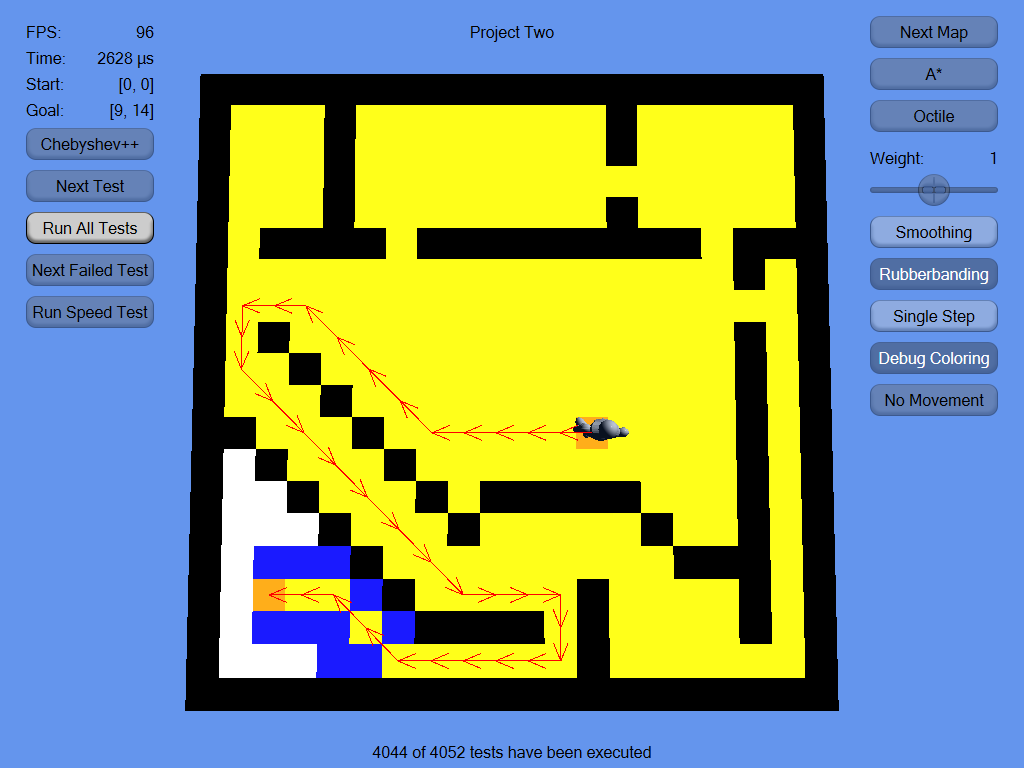 FPS: 96
Time: 2628 µs
Start: [0, 0]
Goal: [9, 14]
Chebyshev++
Next Test
Run All Tests
Next Failed Test
Run Speed Test
Project Two
Next Map
A*
Octile
Weight: 1
Smoothing
Rubberbanding
Single Step
Debug Coloring
No Movement
4044 of 4052 tests have been executed